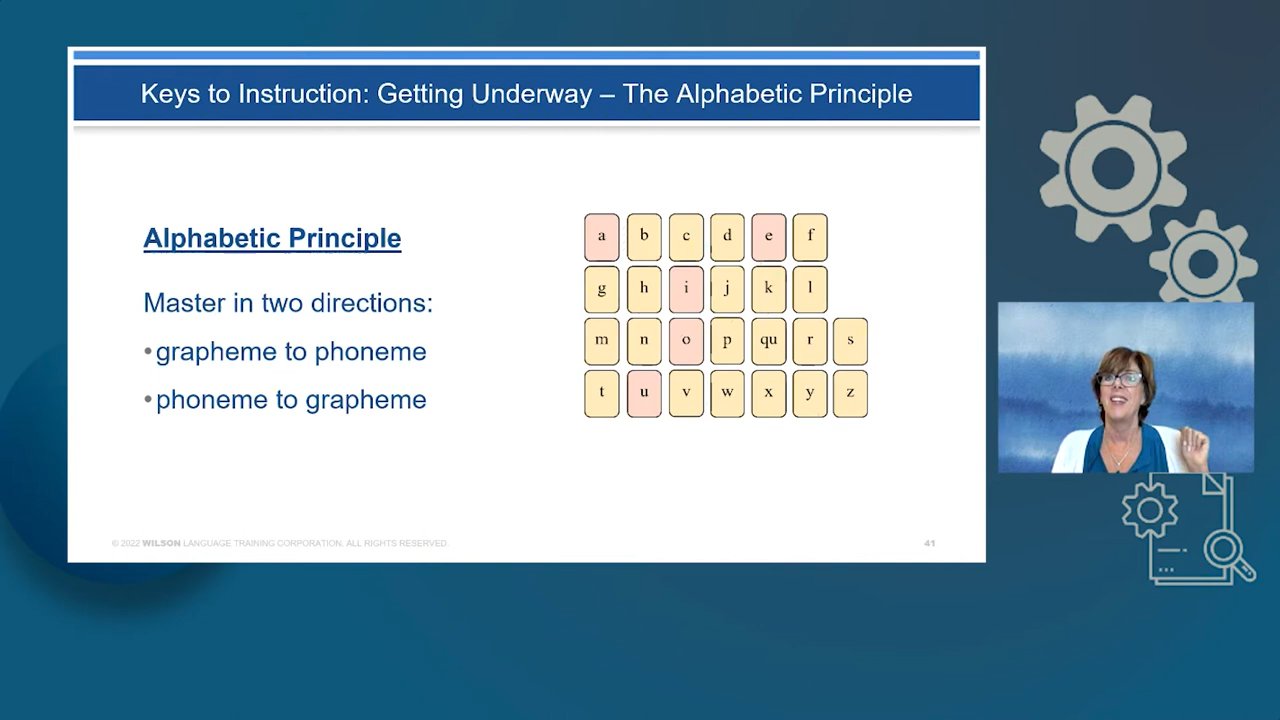 Keys to Instruction: Getting Underway – The Alphabetic Principle
Alphabetic Principle
Master in two directions:
•grapheme to phoneme
•phoneme to grapheme
a b c d e f
g h i j k l
m n o p qu r s
t u v w x y z
© 2022 WILSON LANGUAGE TRAINING CORPORATION. ALL RIGHTS RESERVED.
41